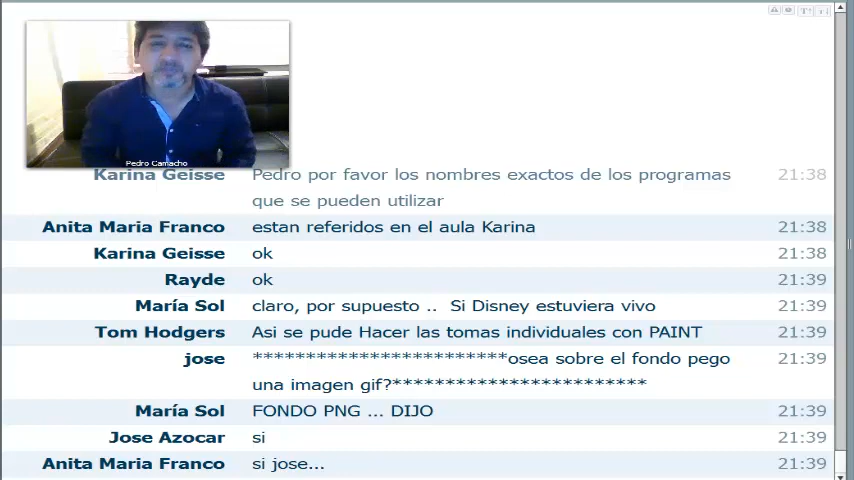 Pedro Camacho
Karina Geisse Pedro por favor los nombres exactos de los programas 21:38
que se pueden utilizar
Anita Maria Franco estan referidos en el aula Karina 21:38
Karina Geisse ok 21:38
Rayde ok 21:39
María Sol claro, por supuesto .. Si Disney estuviera vivo 21:39
Tom Hodgers Asi se pude Hacer las tomas individuales con PAINT 21:39
jose ************************osea sobre el fondo pego 21:39
una imagen gif?************************
María Sol FONDO PNG ... DIJO 21:39
Jose Azocar si 21:39
Anita Maria Franco si jose... 21:39